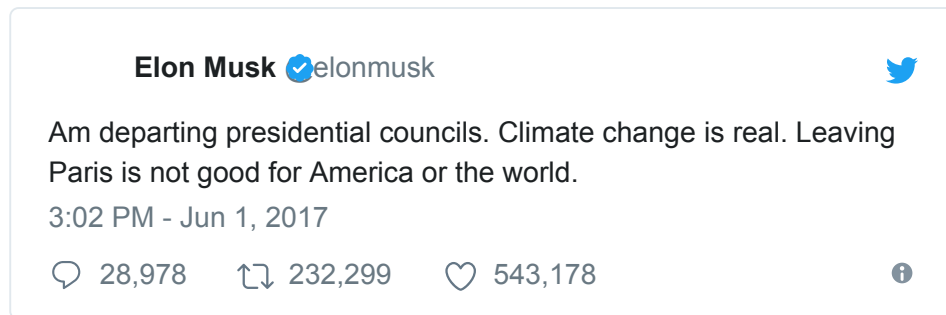 Elon Musk @elonmusk
Am departing presidential councils. Climate change is real. Leaving
Paris is not good for America or the world.
3:02 PM - Jun 1, 2017
28,978 232,299 543,178